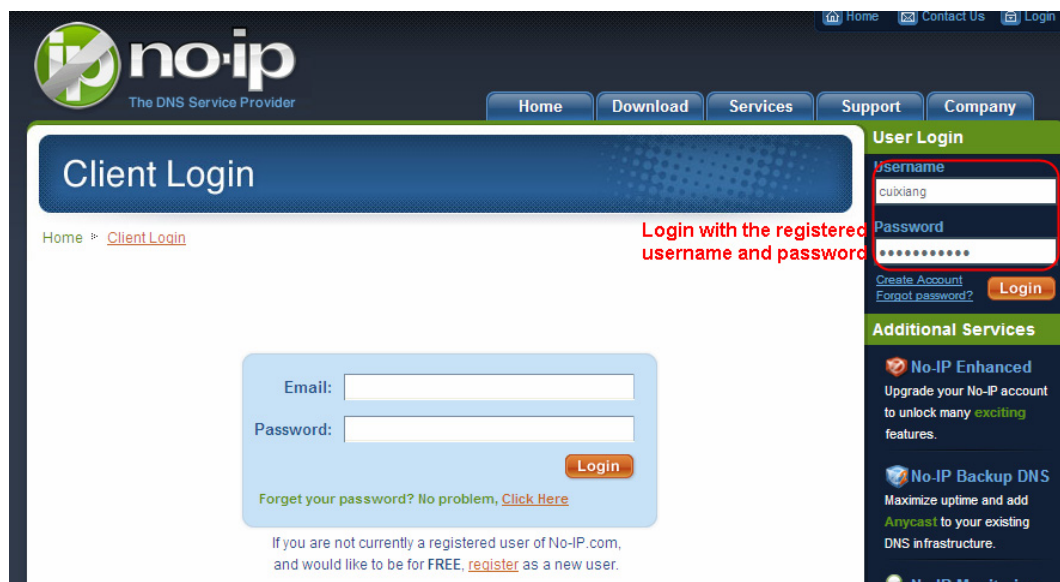 Home Contact Us Login
no·ip
The DNS Service Provider
Home Download Services Support Company
Client Login
Home Client Login
Login with the registered
username and password
User Login
Username
cuixiang
Password
Create Account
Forgot password?
Login
Email:
Password:
Login
Forget your password? No problem, Click Here
If you are not currently a registered user of No-IP.com,
and would like to be for FREE, register as a new user.
Additional Services
No-IP Enhanced
Upgrade your No-IP account
to unlock many exciting
features.
No-IP Backup DNS
Maximize uptime and add
Anycast to your existing
DNS infrastructure.